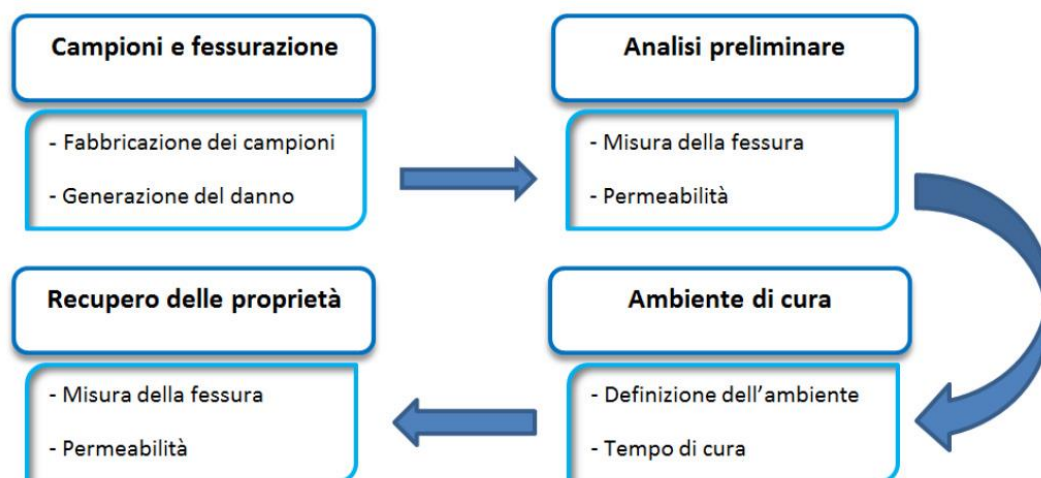 Campioni e fessurazione
- Fabbricazione dei campioni
- Generazione del danno
Analisi preliminare
- Misura della fessura
- Permeabilità
Ambiente di cura
- Definizione dell’ambiente
- Tempo di cura
Recupero delle proprietà
- Misura della fessura
- Permeabilità